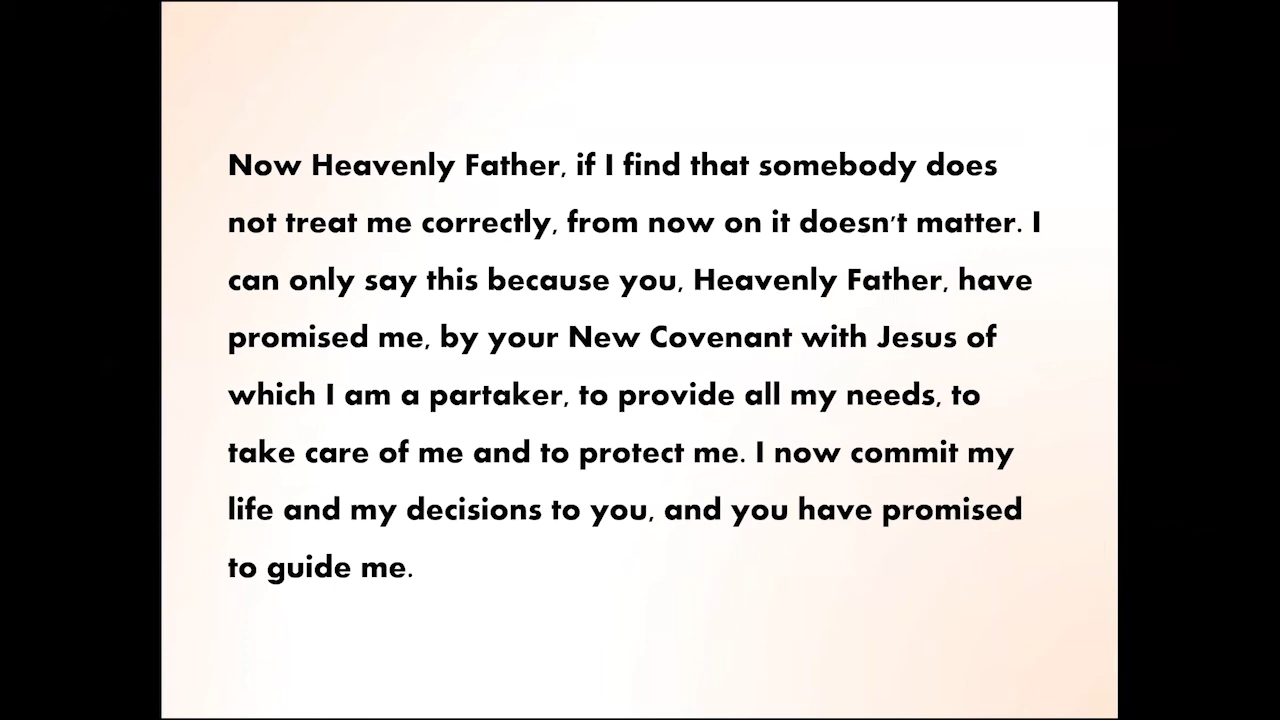 Now Heavenly Father, if I find that somebody does
not treat me correctly, from now on it doesn't matter. I
can only say this because you, Heavenly Father, have
promised me, by your New Covenant with Jesus of
which I am a partaker, to provide all my needs, to
take care of me and to protect me. I now commit my
life and my decisions to you, and you have promised
to guide me.